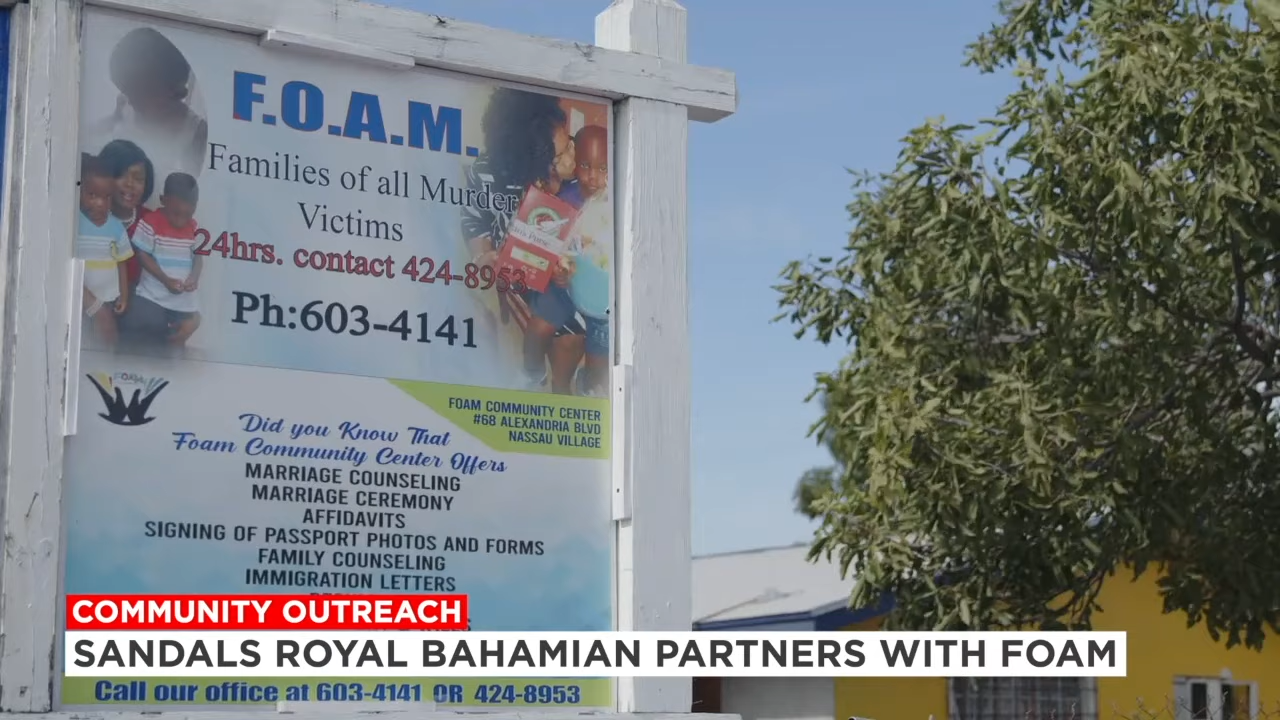 F.O.A.M.
Families of all Murder
Victims
24hrs. contact 424-8953
Ph:603-4141
FOAM COMMUNITY CENTER
#68 ALEXANDRIA BLVD
NASSAU VILLAGE
Did you Know That
Foam Community Center Offers
MARRIAGE COUNSELING
MARRIAGE CEREMONY
AFFIDAVITS
SIGNING OF PASSPORT PHOTOS AND FORMS
FAMILY COUNSELING
IMMIGRATION LETTERS
COMMUNITY OUTREACH
SANDALS ROYAL BAHAMIAN PARTNERS WITH FOAM
Call our office at 603-4141 OR 424-8953